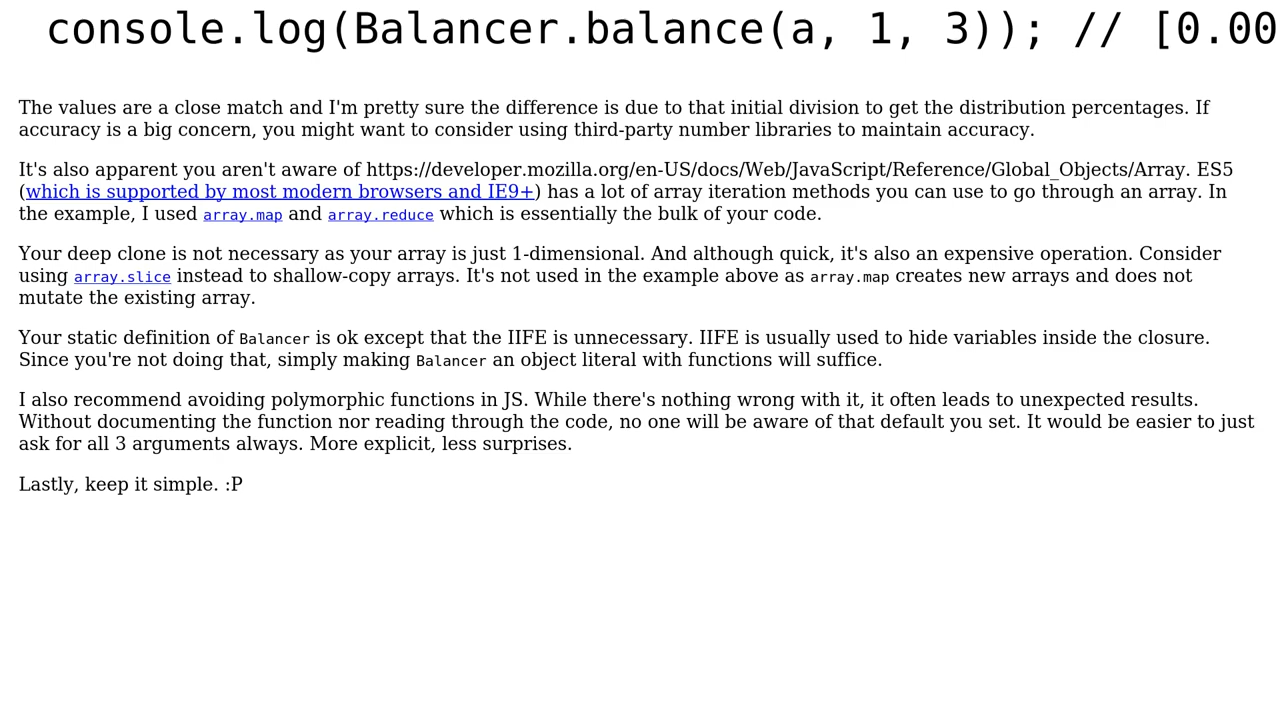 console.log(Balancer.balance(a, 1, 3)); // [0.00
The values are a close match and I'm pretty sure the difference is due to that initial division to get the distribution percentages. If
accuracy is a big concern, you might want to consider using third-party number libraries to maintain accuracy.
It's also apparent you aren't aware of https://developer.mozilla.org/en-US/docs/Web/JavaScript/Reference/Global_Objects/Array. ES5
(which is supported by most modern browsers and IE9+) has a lot of array iteration methods you can use to go through an array. In
the example, I used array.map and array.reduce which is essentially the bulk of your code.
Your deep clone is not necessary as your array is just 1-dimensional. And although quick, it's also an expensive operation. Consider
using array.slice instead to shallow-copy arrays. It's not used in the example above as array.map creates new arrays and does not
mutate the existing array.
Your static definition of Balancer is ok except that the IIFE is unnecessary. IIFE is usually used to hide variables inside the closure.
Since you're not doing that, simply making Balancer an object literal with functions will suffice.
I also recommend avoiding polymorphic functions in JS. While there's nothing wrong with it, it often leads to unexpected results.
Without documenting the function nor reading through the code, no one will be aware of that default you set. It would be easier to just
ask for all 3 arguments always. More explicit, less surprises.
Lastly, keep it simple. :P